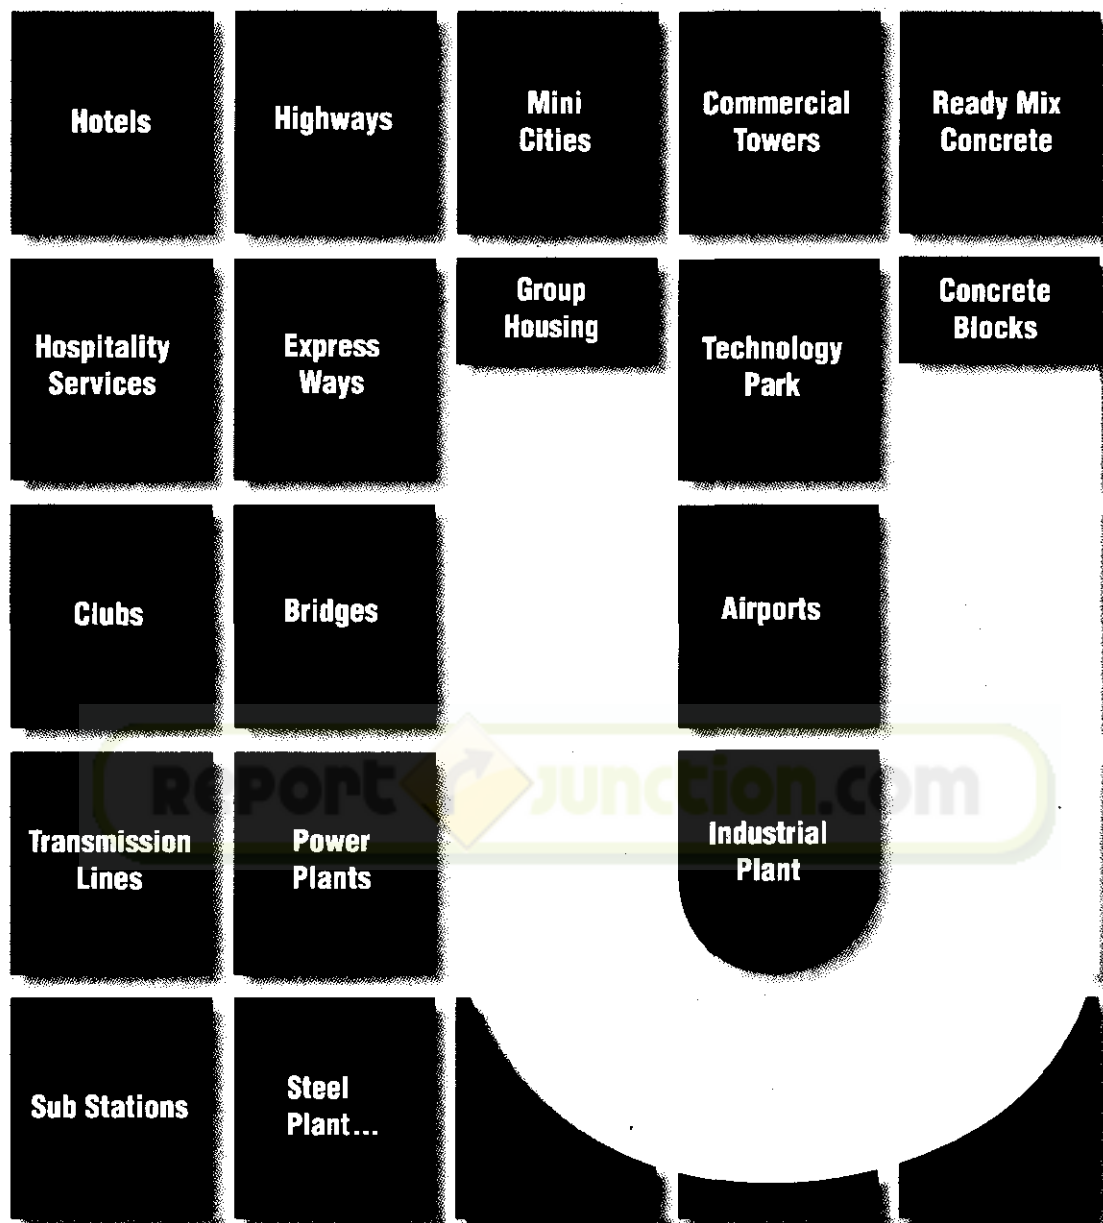 Hotels
Highways
Mini
Cities
Commercial
Towers
Ready Mix
Concrete
Hospitality
Services
Express
Ways
Group
Housing
Technology
Park
Concrete
Blocks
Clubs
Bridges
Airports
Transmission
Lines
Power
Plants
Industrial
Plant
Sub Stations
Steel
Plant...
Report Junction.com